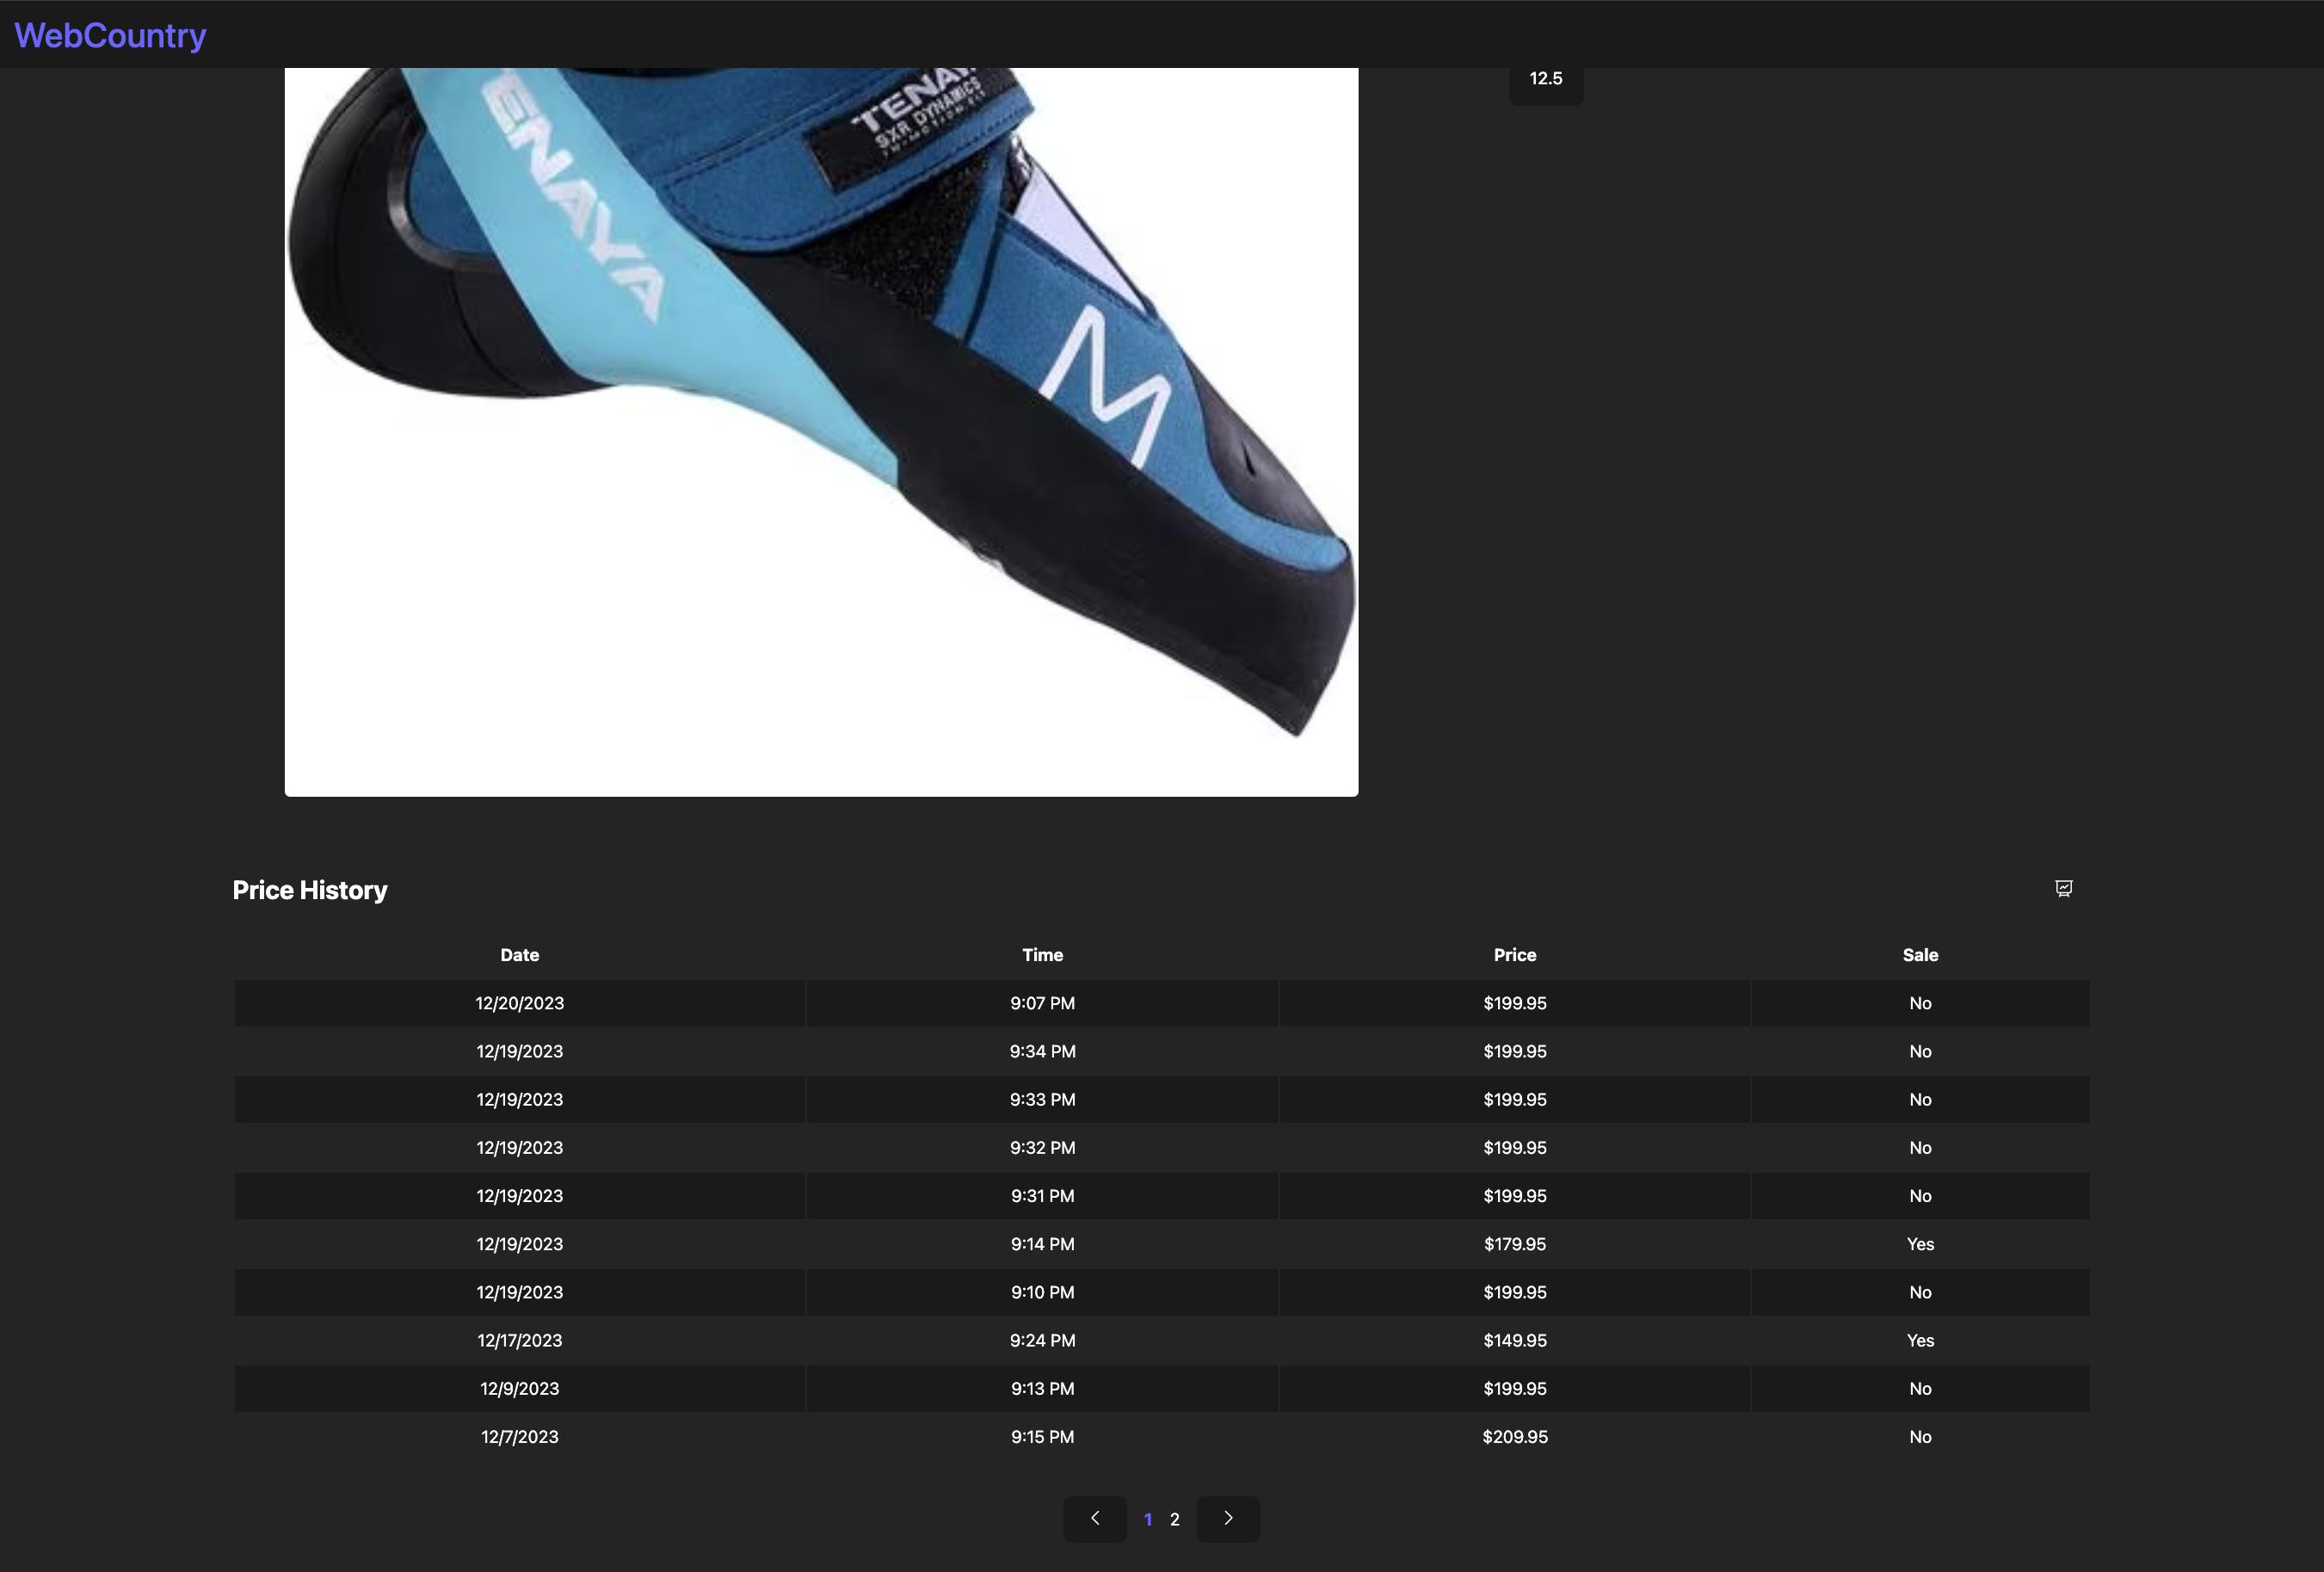 WebCountry
12.5
ENAYA
TENAY
SXR DYNAMICS
M
Price History
Date Time Price Sale
12/20/2023 9:07 PM $199.95 No
12/19/2023 9:34 PM $199.95 No
12/19/2023 9:33 PM $199.95 No
12/19/2023 9:32 PM $199.95 No
12/19/2023 9:31 PM $199.95 No
12/19/2023 9:14 PM $179.95 Yes
12/19/2023 9:10 PM $199.95 No
12/17/2023 9:24 PM $149.95 Yes
12/9/2023 9:13 PM $199.95 No
12/7/2023 9:15 PM $209.95 No
1 2